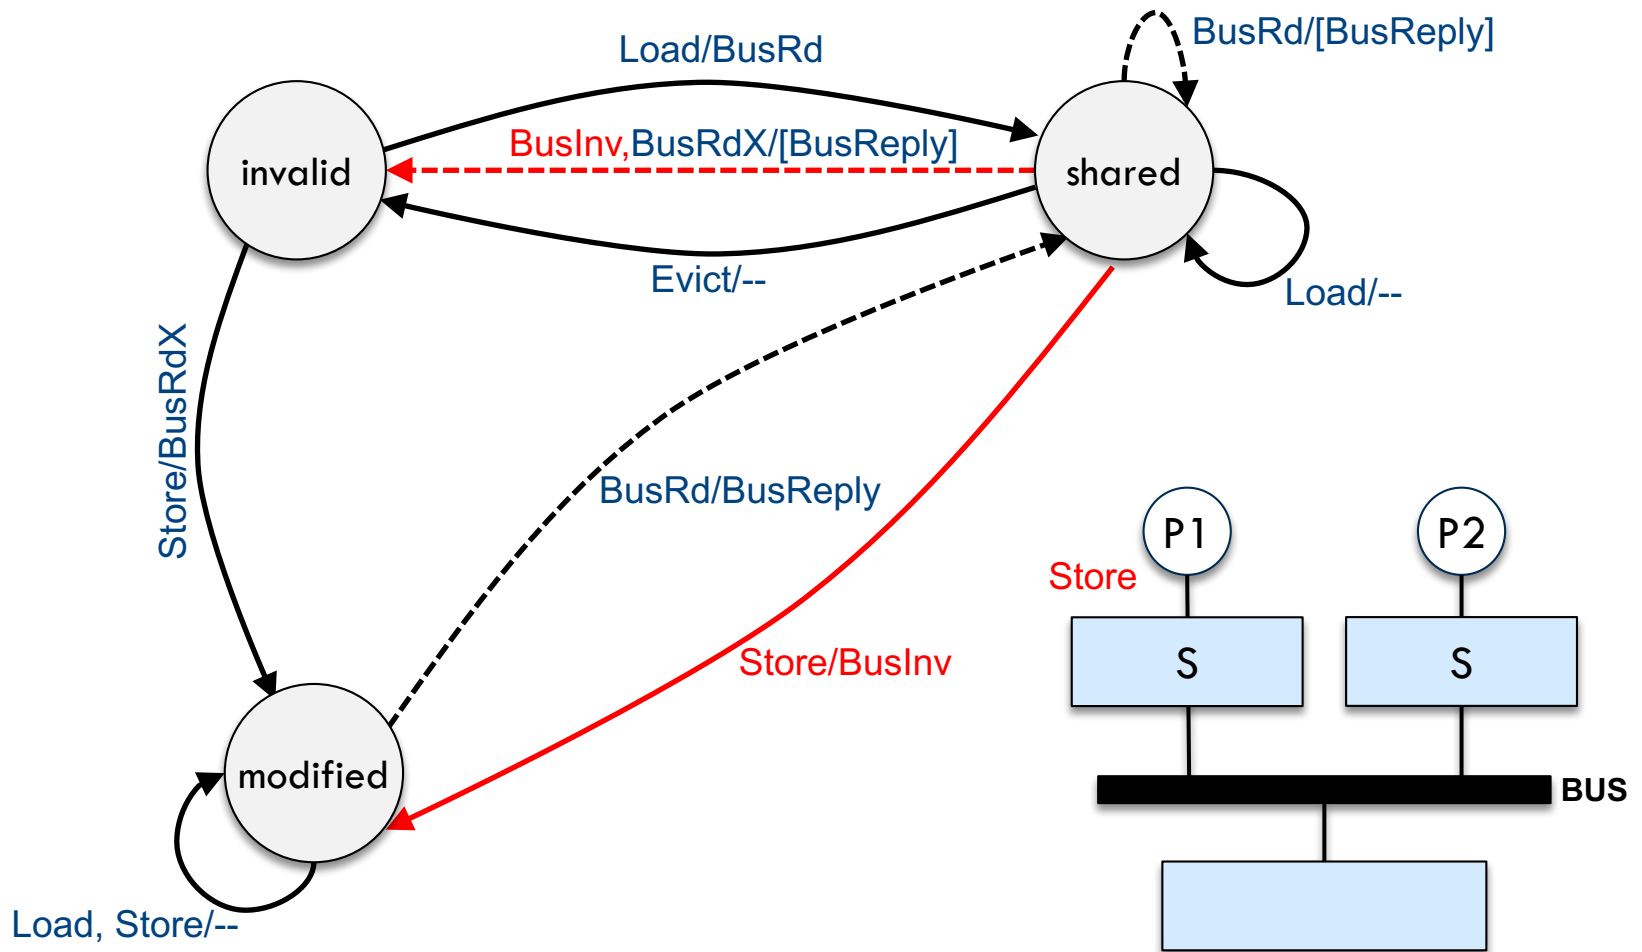 BusRd/[BusReply]
Load/BusRd
BusInv,BusRdX/[BusReply]
invalid
shared
Evict/--
Load/--
Store/BusRdX
BusRd/BusReply
P1
P2
Store
Store/BusInv
S
S
modified
BUS
Load, Store/--